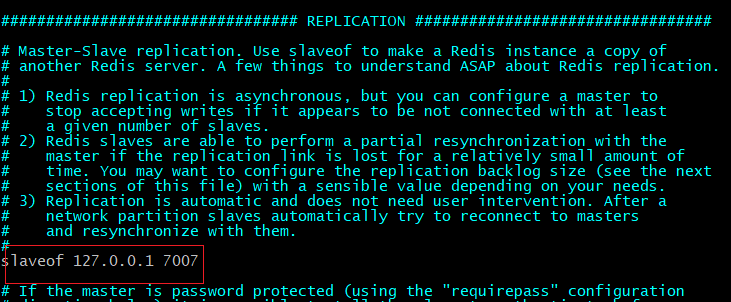 ################################# REPLICATION #################################
# Master-Slave replication. Use slaveof to make a Redis instance a copy of
# another Redis server. A few things to understand ASAP about Redis replication.
#
# 1) Redis replication is asynchronous, but you can configure a master to
#    stop accepting writes if it appears to be not connected with at least
#    a given number of slaves.
# 2) Redis slaves are able to perform a partial resynchronization with the
#    master if the replication link is lost for a relatively small amount of
#    time. You may want to configure the replication backlog size (see the next
#    sections of this file) with a sensible value depending on your needs.
# 3) Replication is automatic and does not need user intervention. After a
#    network partition slaves automatically try to reconnect to masters
#    and resynchronize with them.
#
slaveof 127.0.0.1 7007
# If the master is password protected (using the "requirepass" configuration